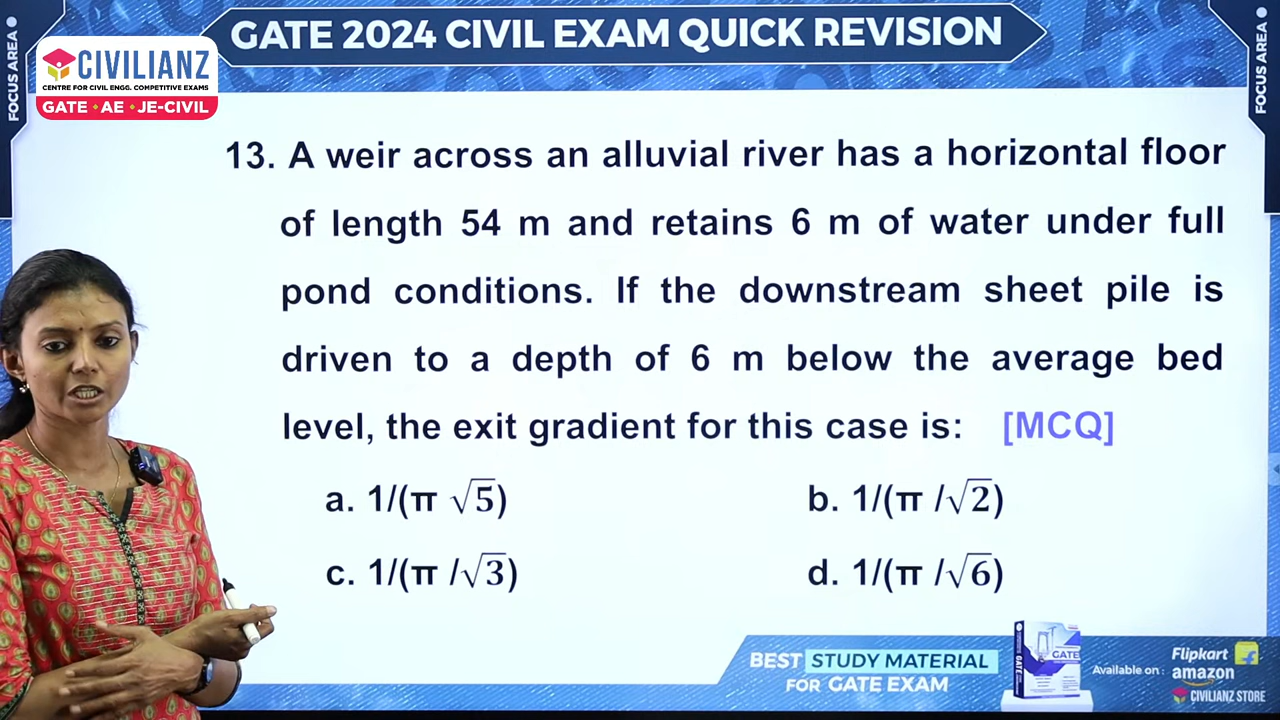 GATE 2024 CIVIL EXAM QUICK REVISION
FOCUS AREA
FOCUS AREA
CIVILIANZ
CENTRE FOR CIVIL ENGG. COMPETITIVE EXAMS
GATE • AE • JE-CIVIL
13. A weir across an alluvial river has a horizontal floor
of length 54 m and retains 6 m of water under full
pond conditions. If the downstream sheet pile is
driven to a depth of 6 m below the average bed
level, the exit gradient for this case is: [MCQ]
a. 1/(π √5)
b. 1/(π /√2)
c. 1/(π /√3)
d. 1/(π /√6)
BEST STUDY MATERIAL
FOR GATE EXAM
GATE
Available on :
Flipkart
amazon
CIVILIANZ STORE